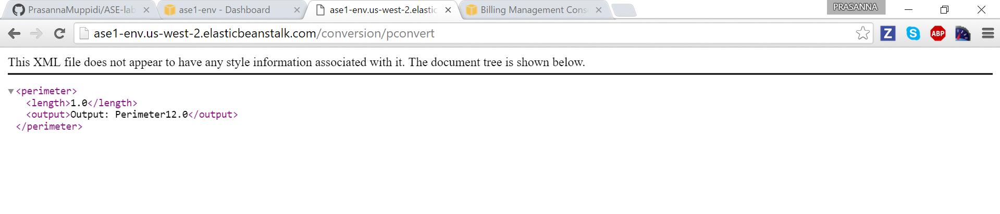 PrasannaMuppidi/ASE-lab
ase1-env - Dashboard
ase1-env.us-west-2.elastic
Billing Management Cons
PRASANNA
ase1-env.us-west-2.elasticbeanstalk.com/conversion/pconvert
Z
S
ABP
This XML file does not appear to have any style information associated with it. The document tree is shown below.
<perimeter>
<length>1.0</length>
<output>Output: Perimeter12.0</output>
</perimeter>